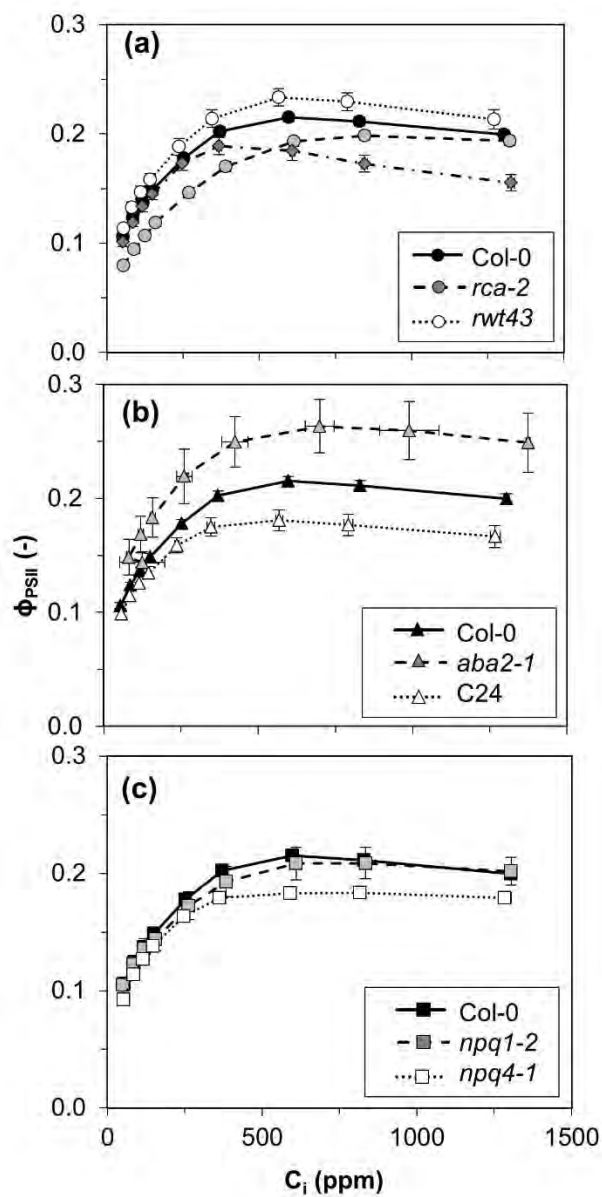 0.3
(a)
0.2
0.1
Col-0
rca-2
rwt43
0.0
0.3
(b)
0.2
ϕPSII (-)
0.1
Col-0
aba2-1
C24
0.0
0.3
(c)
0.2
0.1
Col-0
npq1-2
npq4-1
0.0
0 500 1000 1500
Ci (ppm)